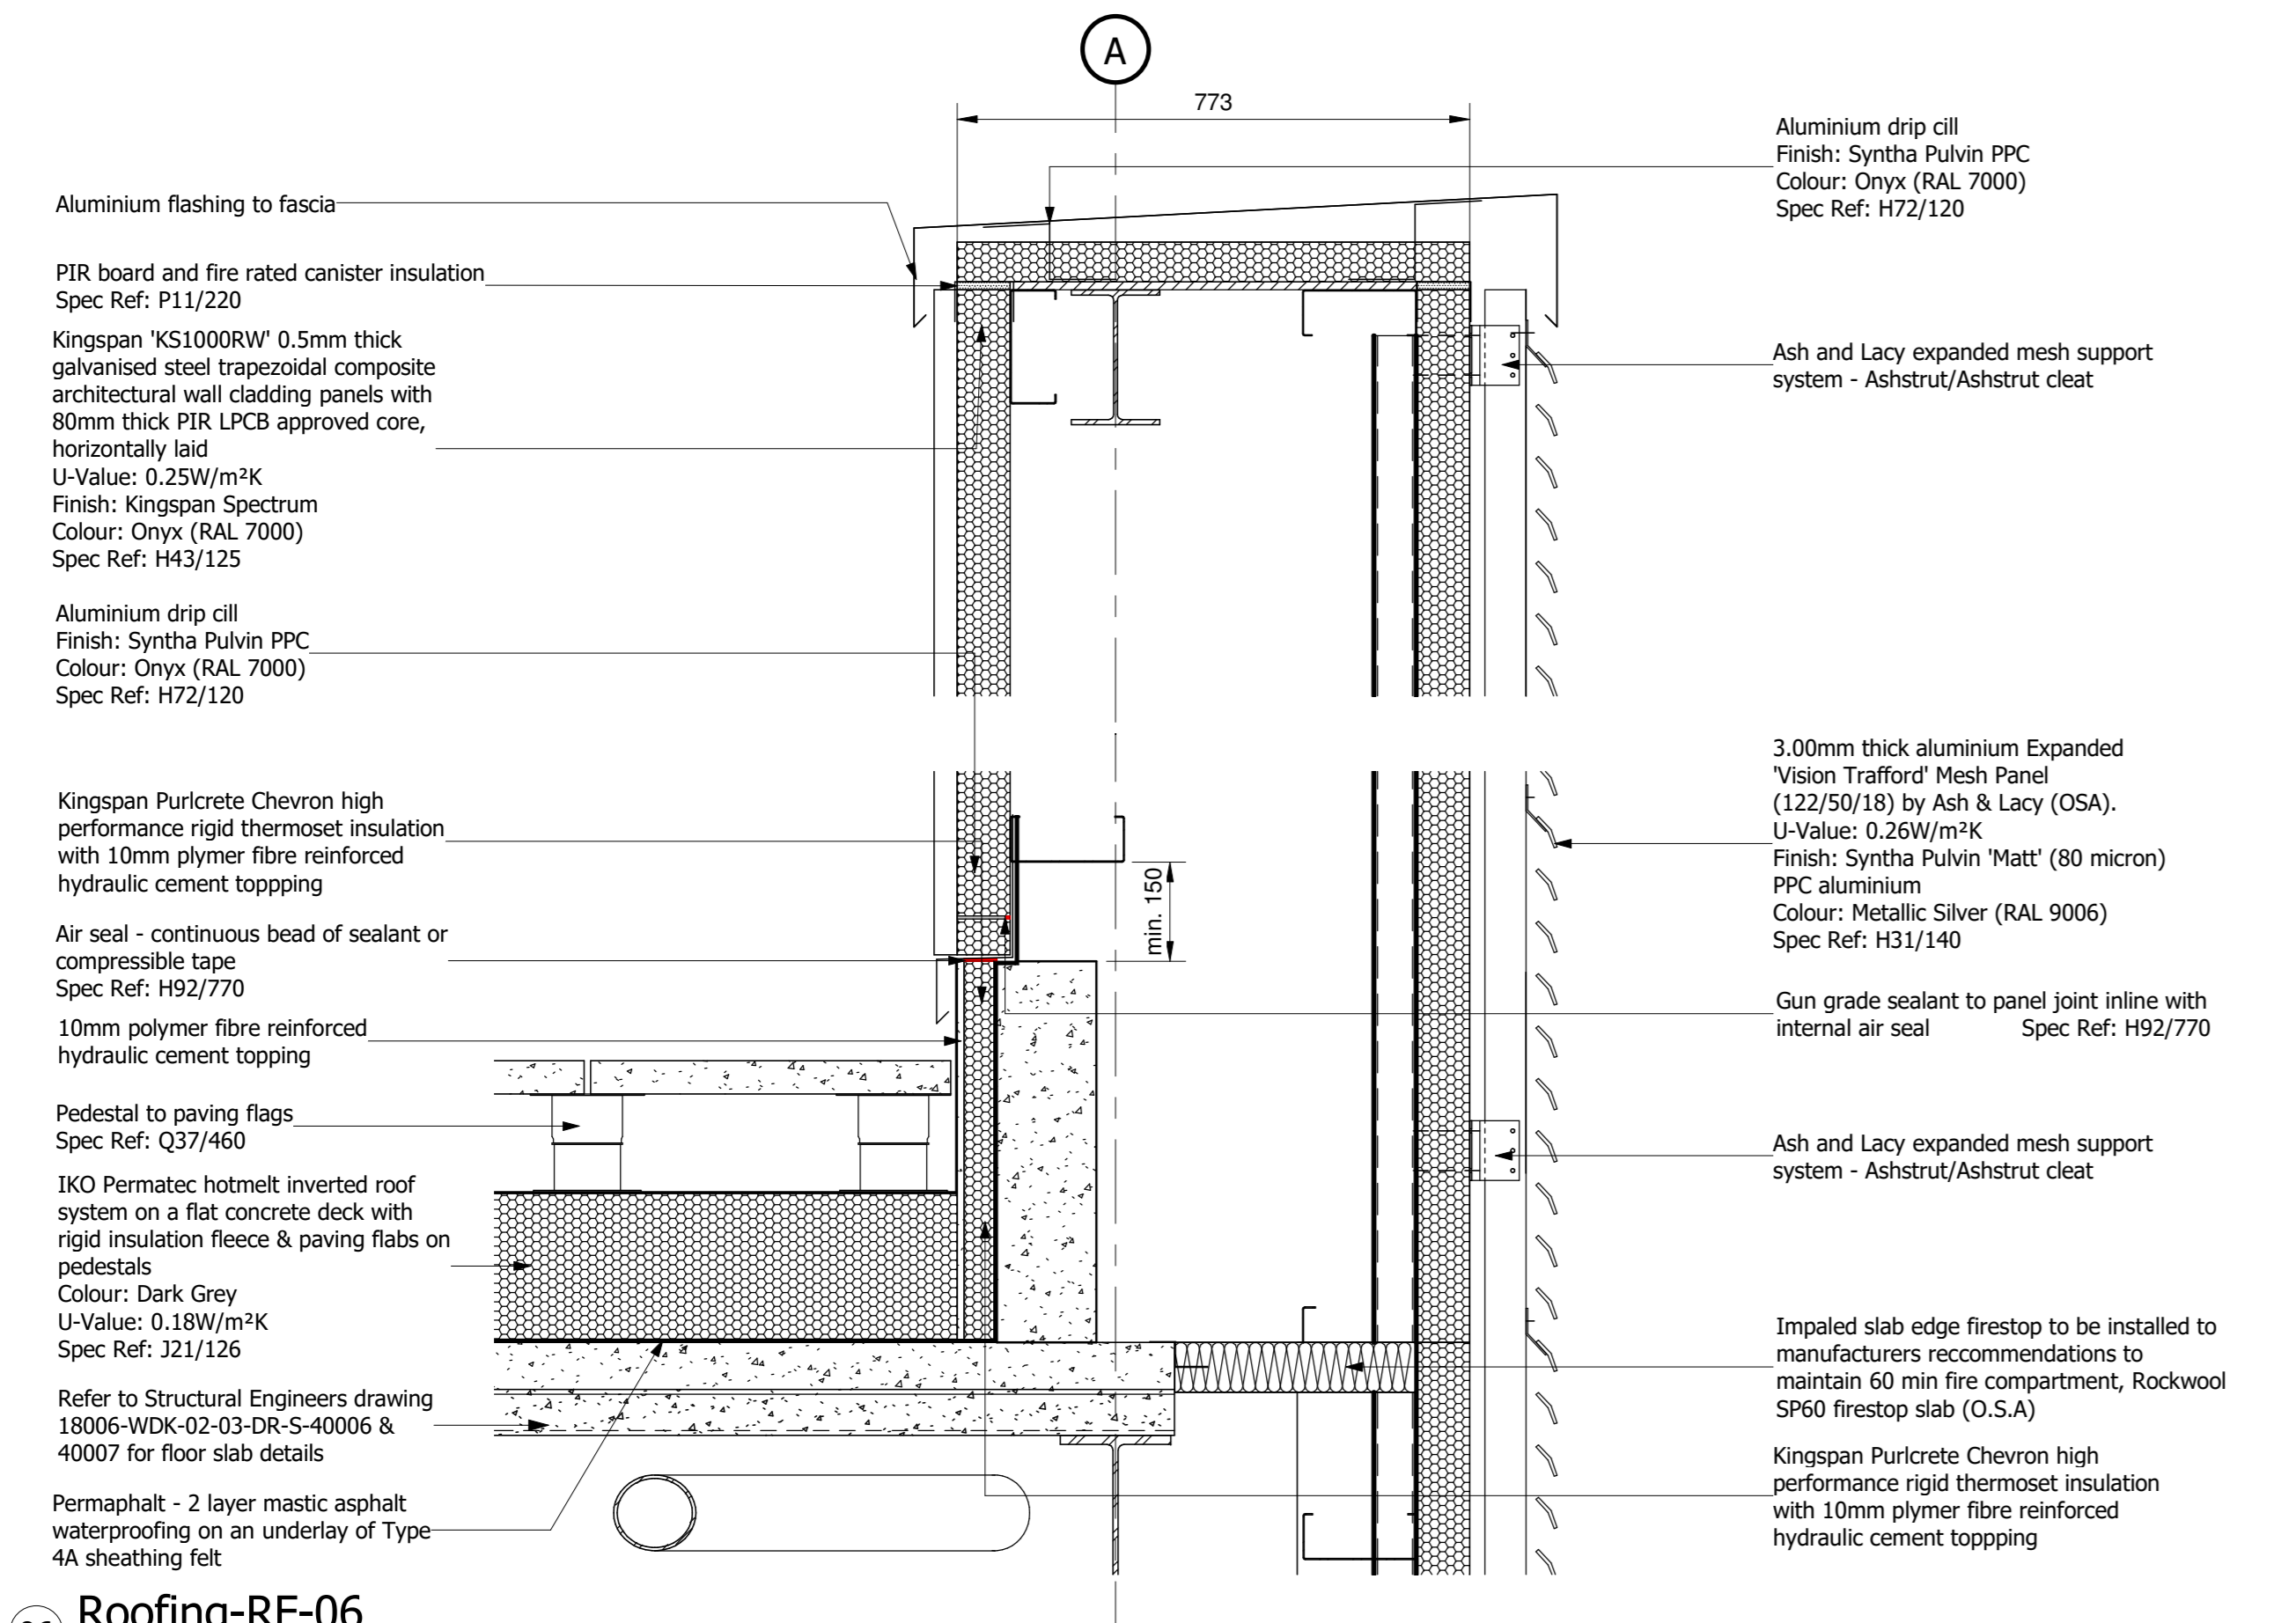 A
773
Aluminium drip cill
Finish: Syntha Pulvin PPC
Colour: Onyx (RAL 7000)
Spec Ref: H72/120
Aluminium flashing to fascia
PIR board and fire rated canister insulation
Spec Ref: P11/220
Kingspan 'KS1000RW' 0.5mm thick
galvanised steel trapezoidal composite
architectural wall cladding panels with
80mm thick PIR LPCB approved core,
horizontally laid
U-Value: 0.25W/m²K
Finish: Kingspan Spectrum
Colour: Onyx (RAL 7000)
Spec Ref: H43/125
Ash and Lacy expanded mesh support
system - Ashstrut/Ashstrut cleat
Aluminium drip cill
Finish: Syntha Pulvin PPC
Colour: Onyx (RAL 7000)
Spec Ref: H72/120
Kingspan Purlcrete Chevron high
performance rigid thermoset insulation
with 10mm plymer fibre reinforced
hydraulic cement toppping
3.00mm thick aluminium Expanded
'Vision Trafford' Mesh Panel
(122/50/18) by Ash & Lacy (OSA).
U-Value: 0.26W/m²K
Finish: Syntha Pulvin 'Matt' (80 micron)
PPC aluminium
Colour: Metallic Silver (RAL 9006)
Spec Ref: H31/140
min. 150
Air seal - continuous bead of sealant or
compressible tape
Spec Ref: H92/770
Gun grade sealant to panel joint inline with
internal air seal Spec Ref: H92/770
10mm polymer fibre reinforced
hydraulic cement topping
Pedestal to paving flags
Spec Ref: Q37/460
Ash and Lacy expanded mesh support
system - Ashstrut/Ashstrut cleat
IKO Permatec hotmelt inverted roof
system on a flat concrete deck with
rigid insulation fleece & paving flabs on
pedestals
Colour: Dark Grey
U-Value: 0.18W/m²K
Spec Ref: J21/126
Impaled slab edge firestop to be installed to
manufacturers reccommendations to
maintain 60 min fire compartment, Rockwool
SP60 firestop slab (O.S.A)
Refer to Structural Engineers drawing
18006-WDK-02-03-DR-S-40006 &
40007 for floor slab details
Kingspan Purlcrete Chevron high
performance rigid thermoset insulation
with 10mm plymer fibre reinforced
hydraulic cement toppping
Permaphalt - 2 layer mastic asphalt
waterproofing on an underlay of Type
4A sheathing felt
Roofing-RF-06